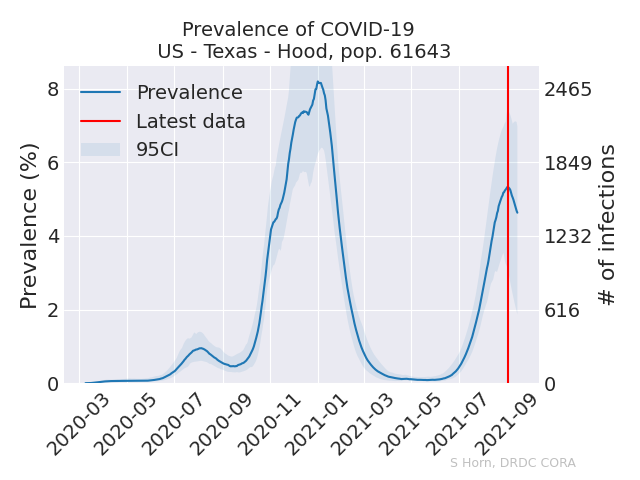 Prevalence of COVID-19
US - Texas - Hood, pop. 61643
Prevalence
Latest data
95CI
Prevalence (%)
8
6
4
2
0
2465
1849
1232
616
0
# of infections
2020-03
2020-05
2020-07
2020-09
2020-11
2021-01
2021-03
2021-05
2021-07
2021-09
S Horn, DRDC CORA